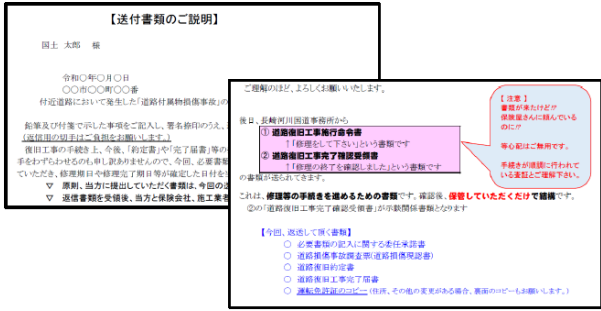 【送付書類のご説明】
国土 太郎 様
令和○年○月○日
○○市○○町○○番
付近道路において発生した「道路付属物損傷事故」の
鉛筆及び付箋で示した事項をご記入し、署名捺印のうえ、
(返信用の切手はご負担をお願いします。)
復旧工事の手続き上、今後、「約定書」や「完了届書」等の
手をわずらわせるのも申し訳ありませんので、今回、必要書類
ていただき、修理期日や修理完了期日等が確定した日付を
▽ 原則、当方に提出していただく書類は、今回の
▽ 返信書類を受領後、当方と保険会社、施工業者
ご理解のほど、よろしくお願いいたします。
後日、長崎河川国道事務所から
① 道路復旧工事施行命令書
↑「修理をして下さい」という書類です
② 道路復旧工事完了確認受領書
↑「修理の終了を確認しました」という書類です
の書類が送られてきます。
これは、修理等の手続きを進めるための書類です。確認後、保管していただくだけで結構です。
②の「道路復旧工事完了確認受領書」が示談関係書類となります
【今回、返送して頂く書類】
○ 必要書類の記入に関する委任承諾書
○ 道路損傷事故調査票(道路損傷現認書)
○ 道路復旧約定書
○ 道路復旧工事完了届書
○ 運転免許証のコピー (住所、その他の変更がある場合、裏面のコピーもお願いします。)
【 注意 】
書類が来たけど!?
保険屋さんに頼んでいる
のに!?
等心配はご無用です。
手続きが順調に行われて
いる査証とご理解下さい。